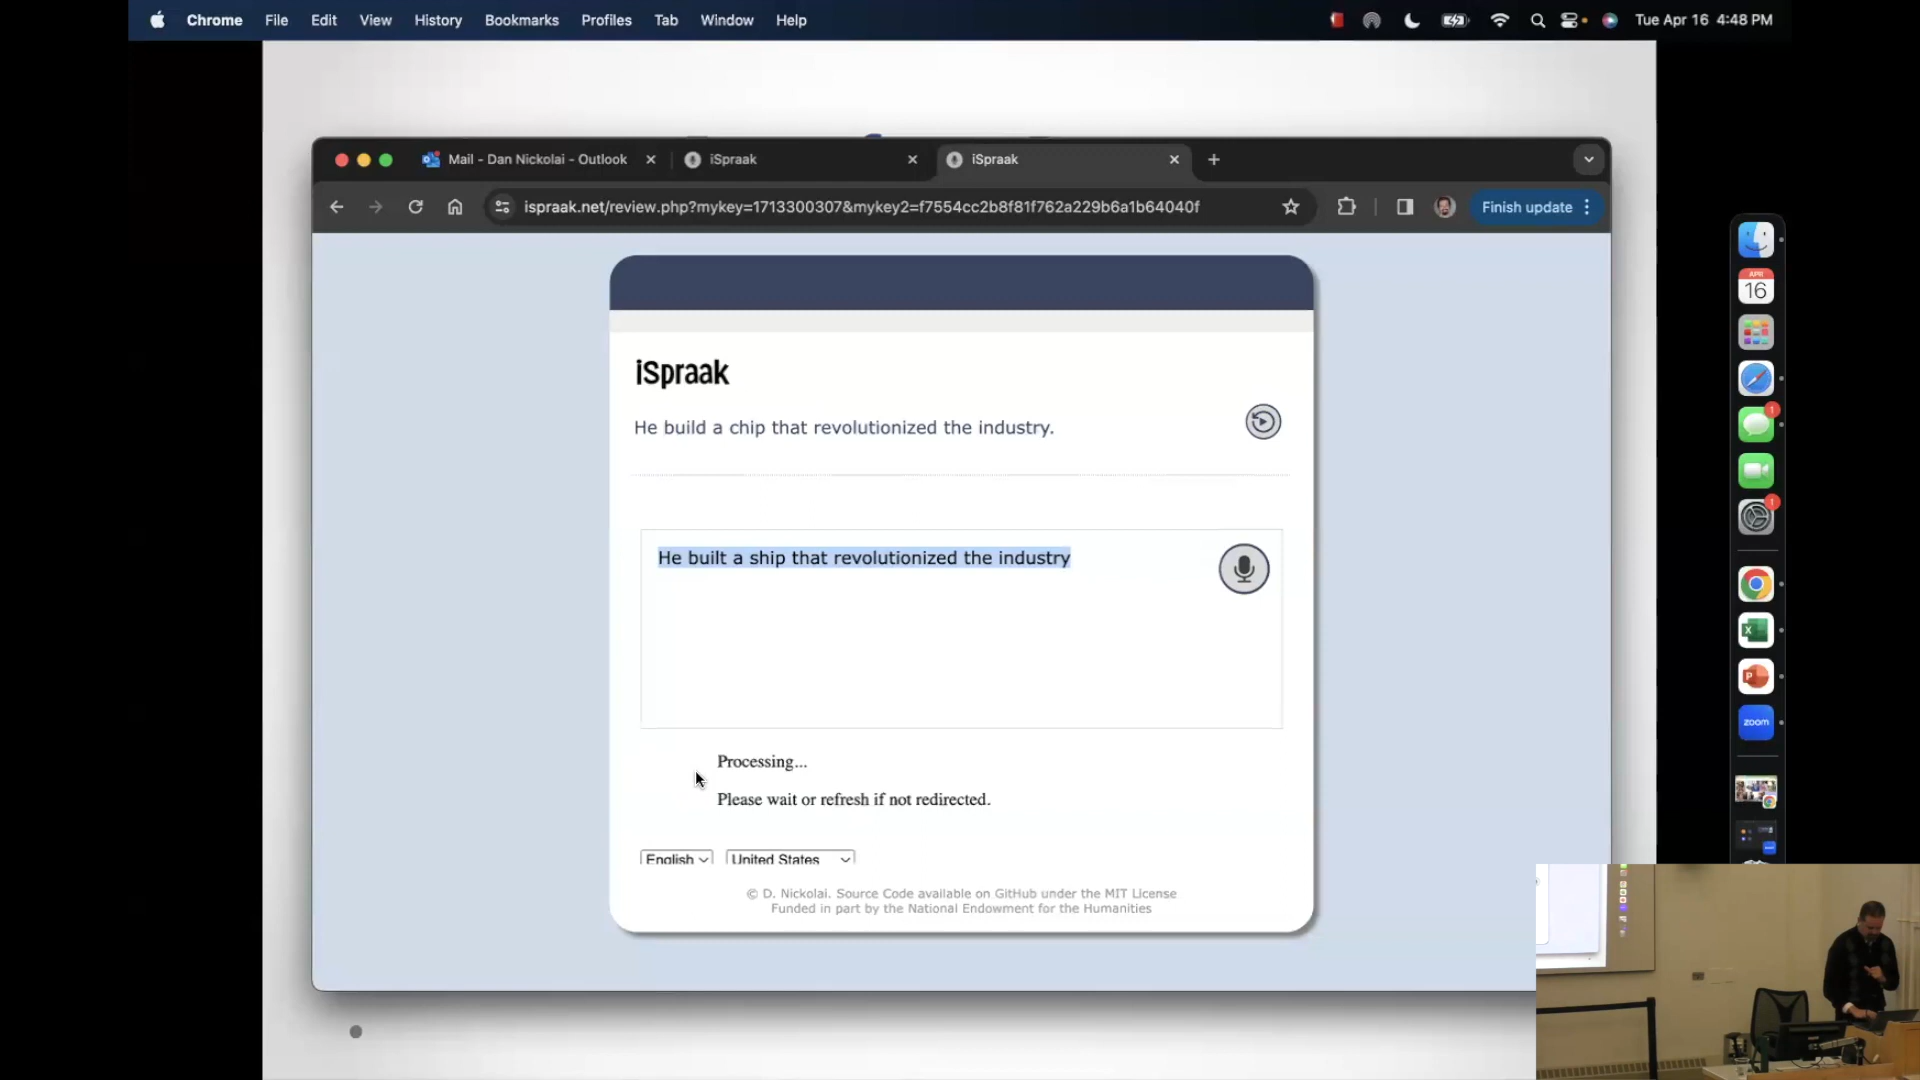 Chrome File Edit View History Bookmarks Profiles Tab Window Help Tue Apr 16 4:48 PM
Mail - Dan Nickolai - Outlook iSpraak iSpraak
ispraak.net/review.php?mykey=1713300307&mykey2=f7554cc2b8f81f762a229b6a1b64040f Finish update
iSpraak
He build a chip that revolutionized the industry.
He built a ship that revolutionized the industry
Processing...
Please wait or refresh if not redirected.
English United States
© D. Nickolai. Source Code available on GitHub under the MIT License
Funded in part by the National Endowment for the Humanities
APR
16
1
1
X
P
zoom